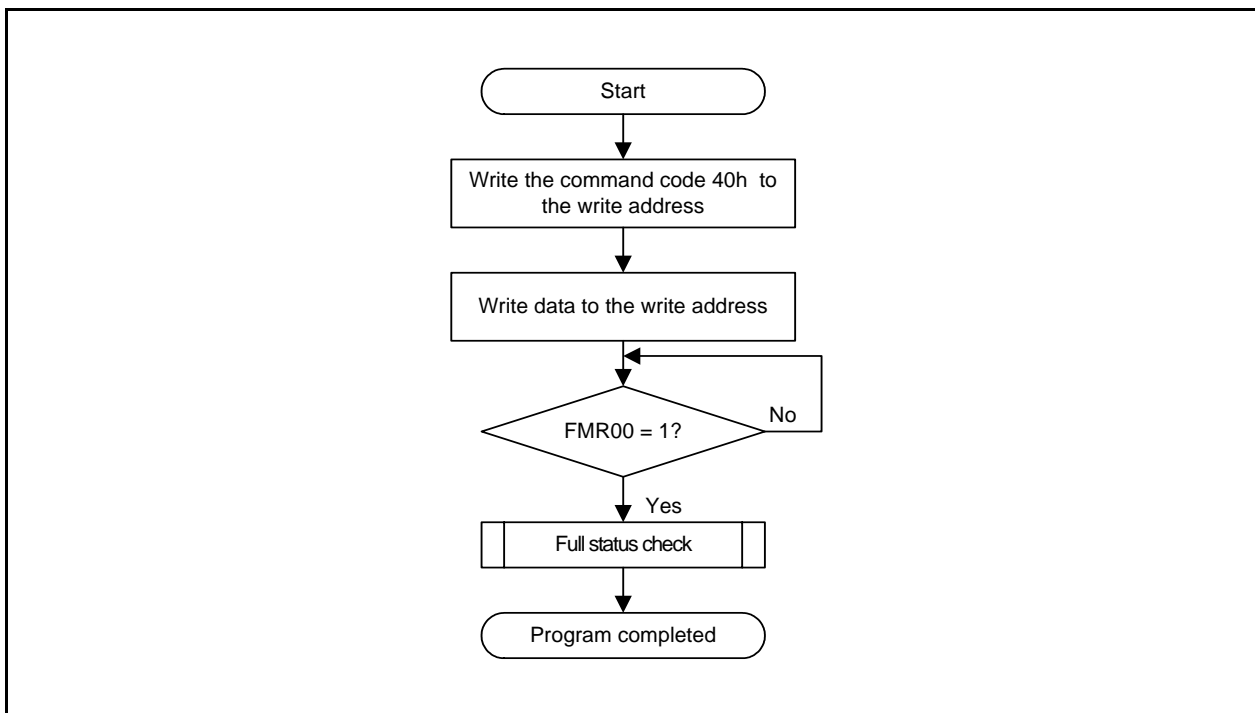 Start
Write the command code 40h to
the write address
Write data to the write address
FMR00 = 1?
No
Yes
Full status check
Program completed